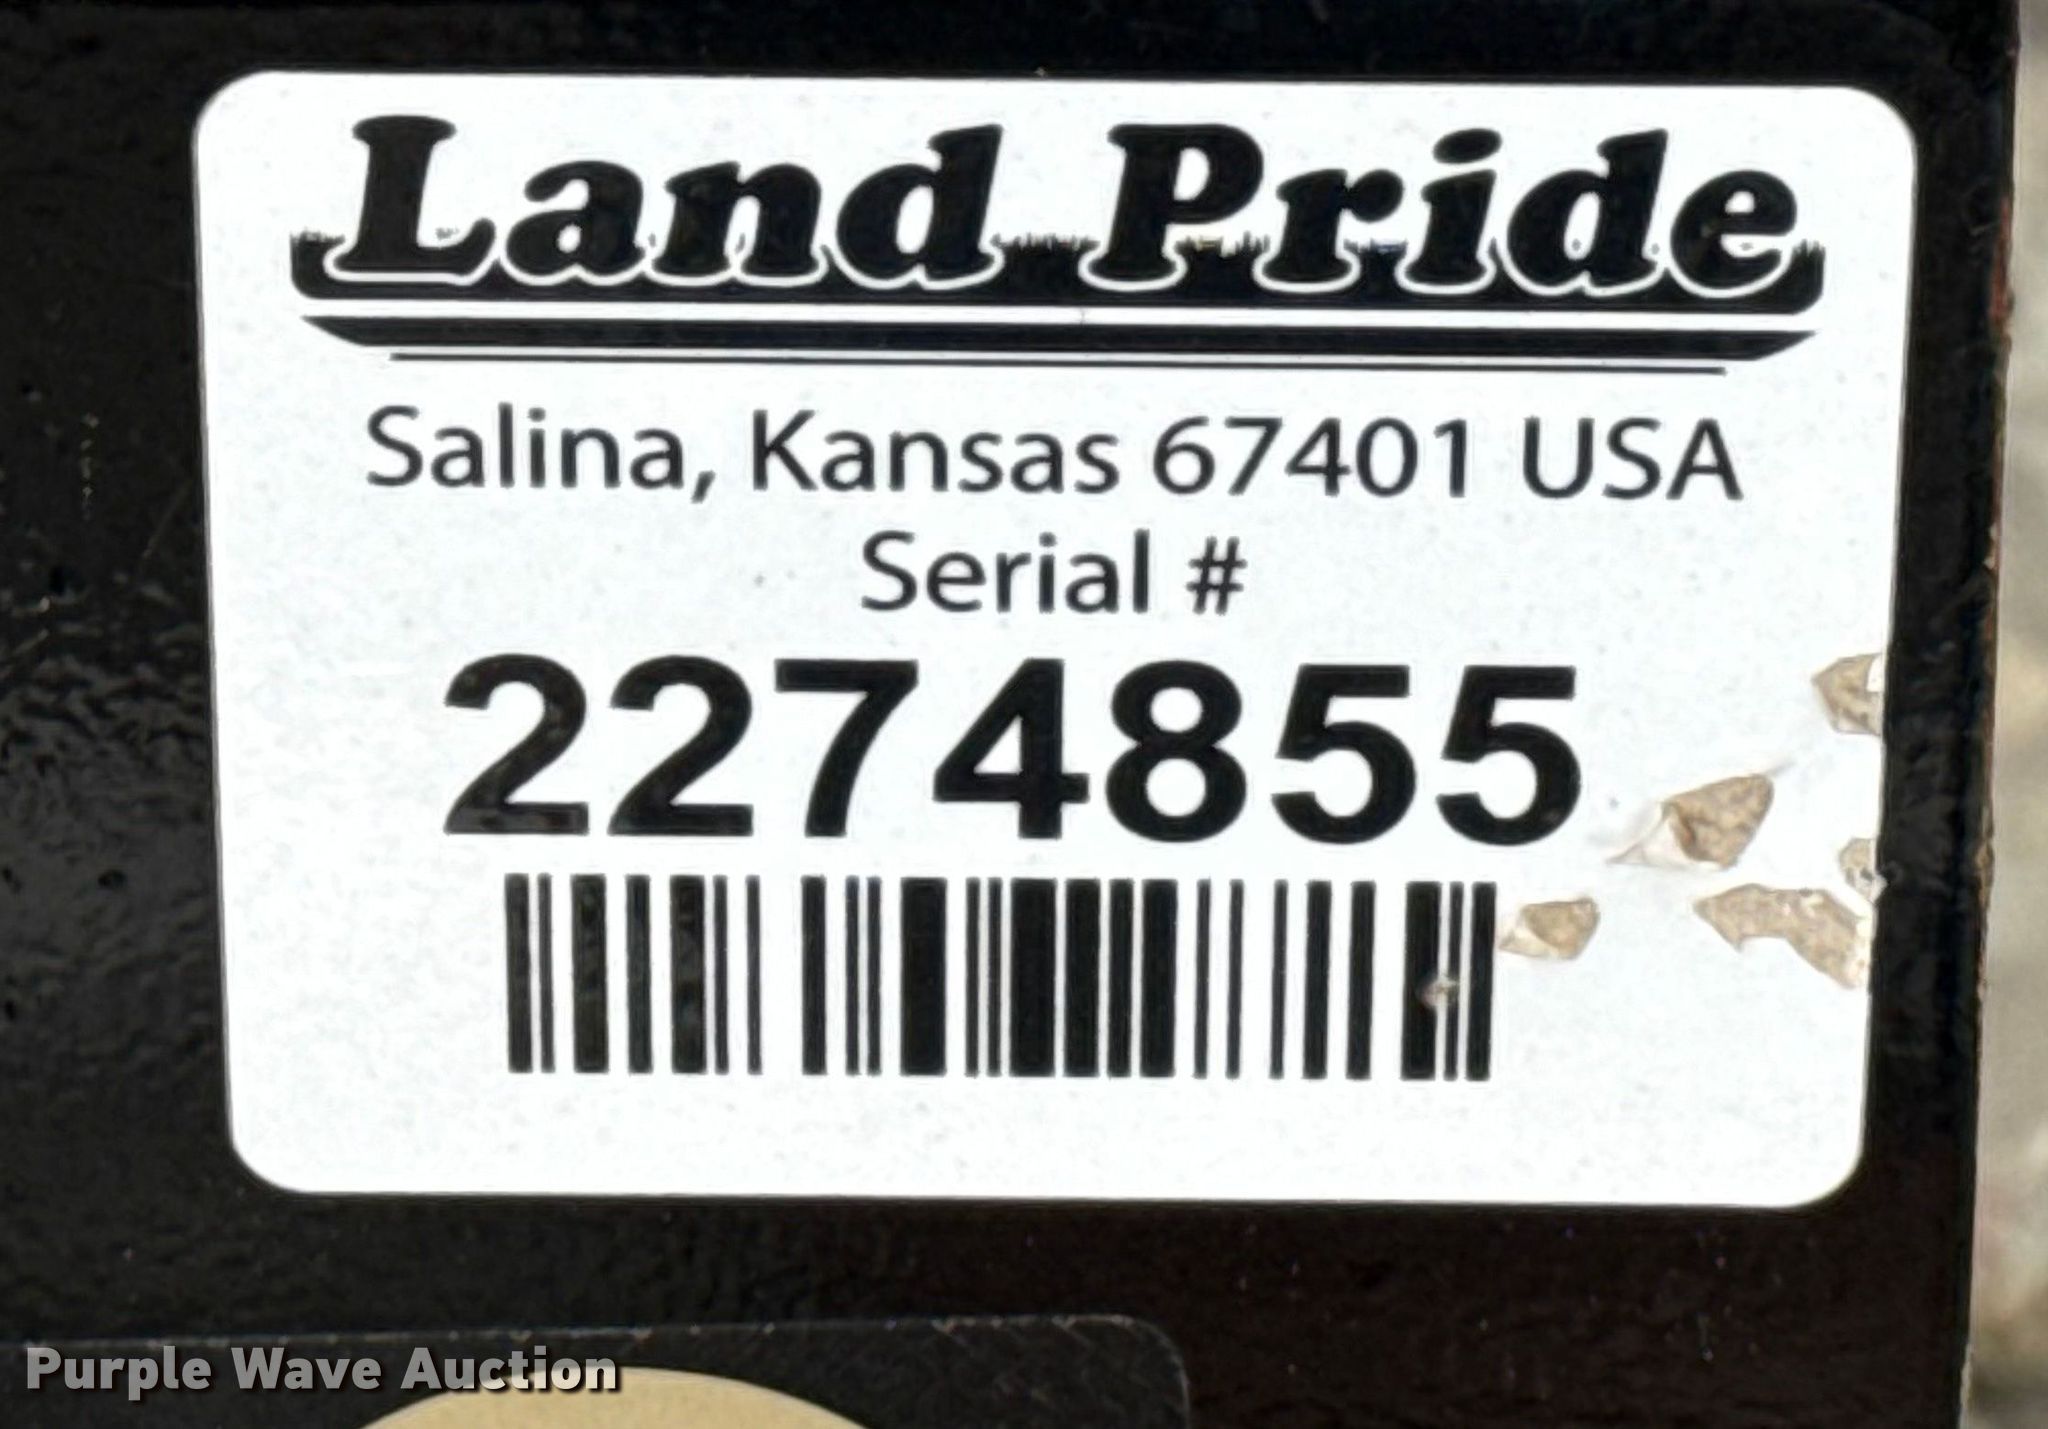 Land Pride
Salina, Kansas 67401 USA
Serial #
2274855
Purple Wave Auction